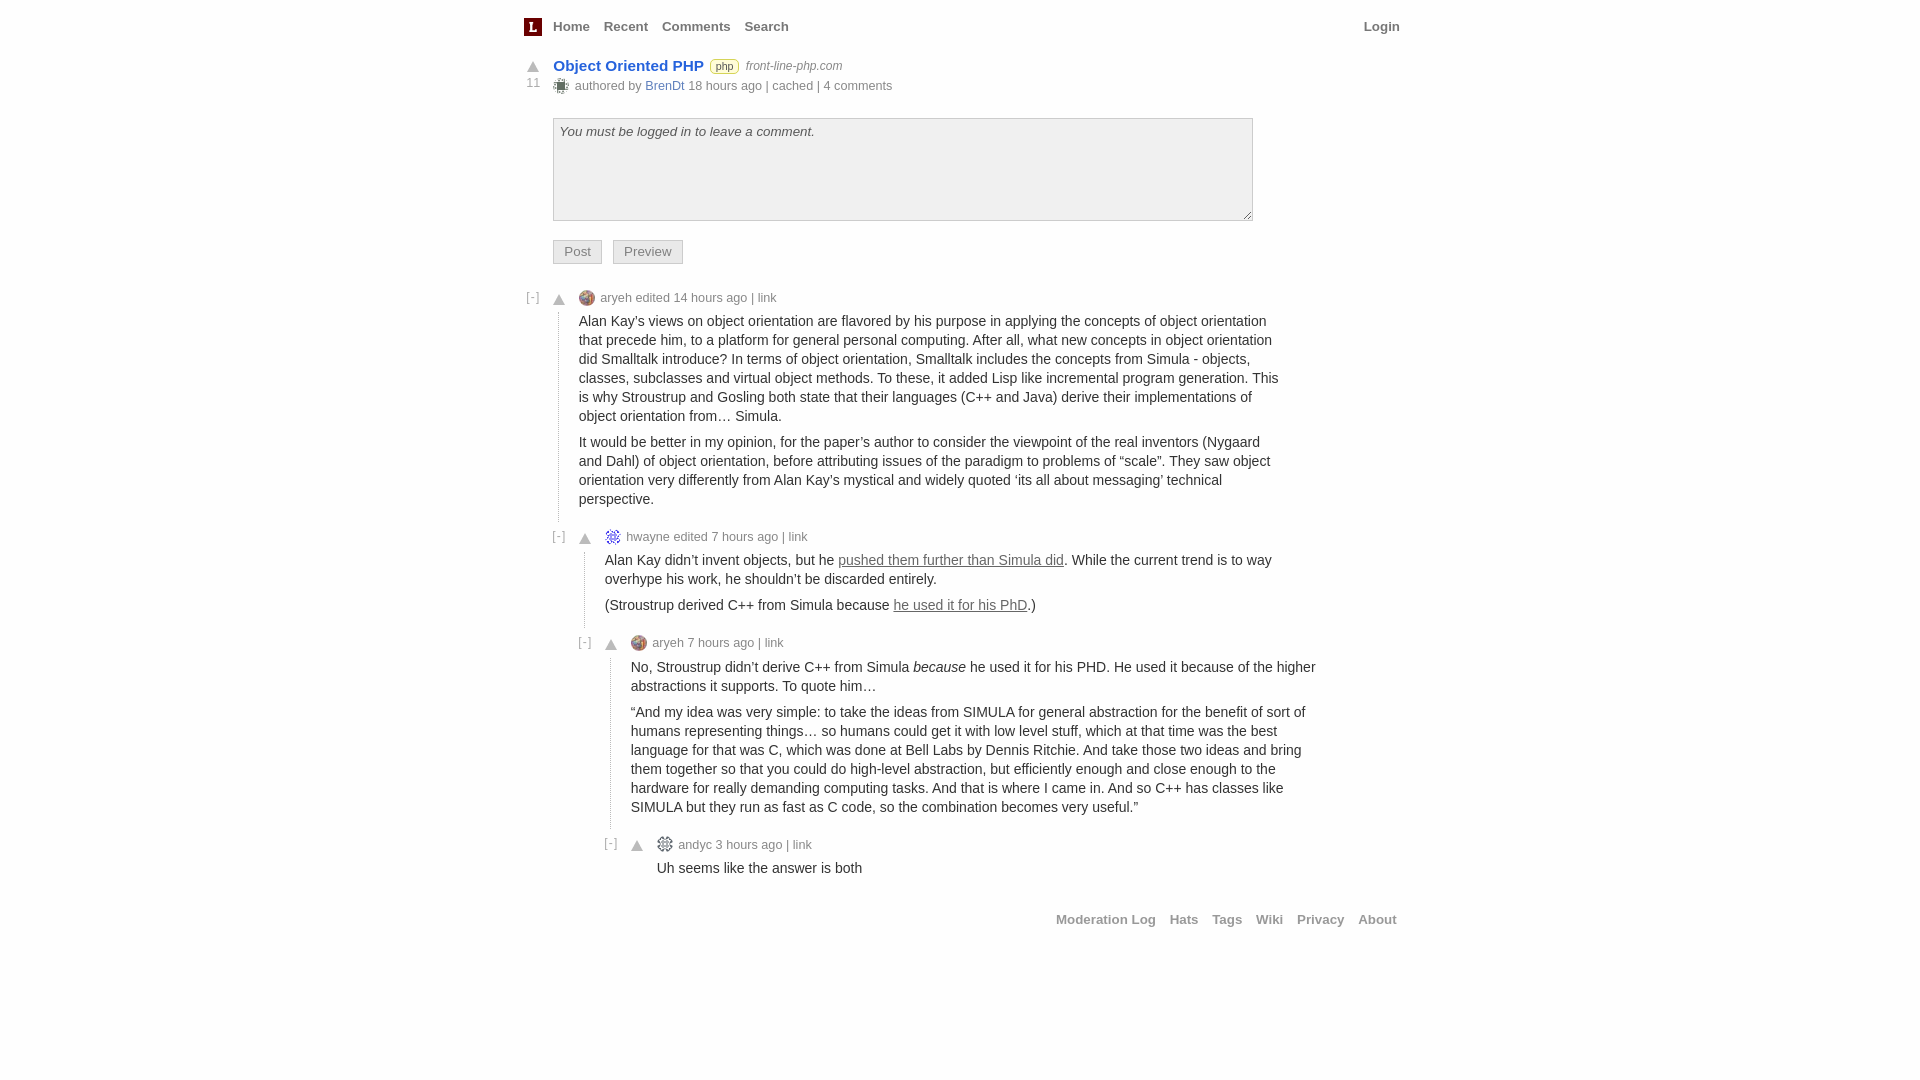 L Home Recent Comments Search Login
Object Oriented PHP php front-line-php.com
11 authored by BrenDt 18 hours ago | cached | 4 comments
You must be logged in to leave a comment.
Post Preview
[-] aryeh edited 14 hours ago | link
Alan Kay’s views on object orientation are flavored by his purpose in applying the concepts of object orientation
that precede him, to a platform for general personal computing. After all, what new concepts in object orientation
did Smalltalk introduce? In terms of object orientation, Smalltalk includes the concepts from Simula - objects,
classes, subclasses and virtual object methods. To these, it added Lisp like incremental program generation. This
is why Stroustrup and Gosling both state that their languages (C++ and Java) derive their implementations of
object orientation from… Simula.
It would be better in my opinion, for the paper’s author to consider the viewpoint of the real inventors (Nygaard
and Dahl) of object orientation, before attributing issues of the paradigm to problems of “scale”. They saw object
orientation very differently from Alan Kay’s mystical and widely quoted ‘its all about messaging’ technical
perspective.
[-] hwayne edited 7 hours ago | link
Alan Kay didn’t invent objects, but he pushed them further than Simula did. While the current trend is to way
overhype his work, he shouldn’t be discarded entirely.
(Stroustrup derived C++ from Simula because he used it for his PhD.)
[-] aryeh 7 hours ago | link
No, Stroustrup didn’t derive C++ from Simula because he used it for his PHD. He used it because of the higher
abstractions it supports. To quote him…
“And my idea was very simple: to take the ideas from SIMULA for general abstraction for the benefit of sort of
humans representing things… so humans could get it with low level stuff, which at that time was the best
language for that was C, which was done at Bell Labs by Dennis Ritchie. And take those two ideas and bring
them together so that you could do high-level abstraction, but efficiently enough and close enough to the
hardware for really demanding computing tasks. And that is where I came in. And so C++ has classes like
SIMULA but they run as fast as C code, so the combination becomes very useful.”
[-] andyc 3 hours ago | link
Uh seems like the answer is both
Moderation Log Hats Tags Wiki Privacy About